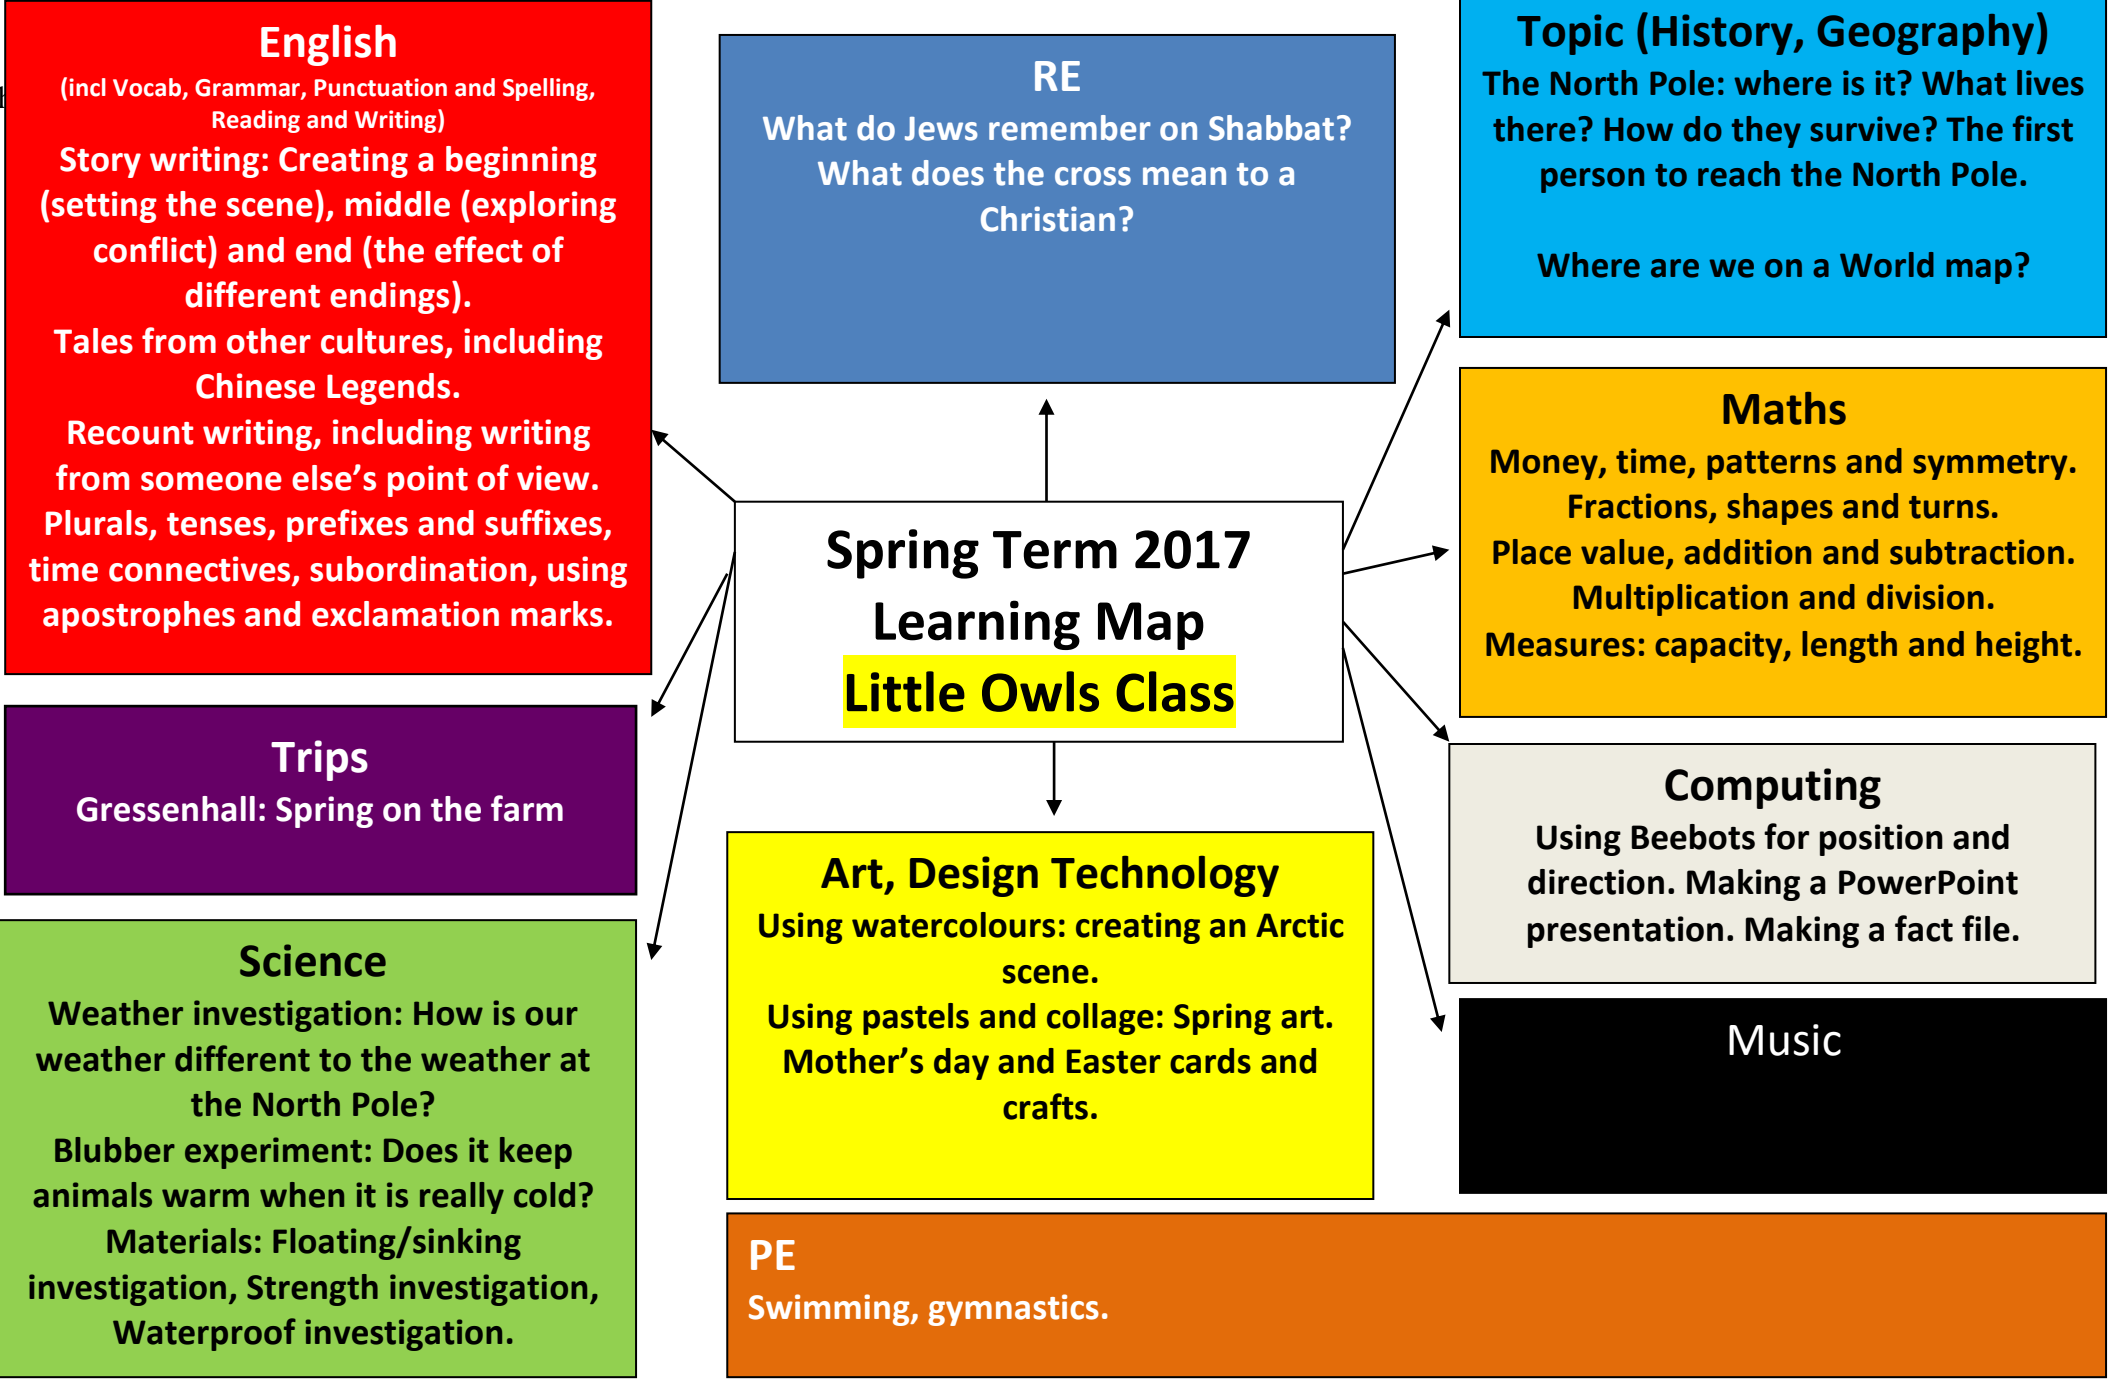 English
(incl Vocab, Grammar, Punctuation and Spelling,
Reading and Writing)
Story writing: Creating a beginning
(setting the scene), middle (exploring
conflict) and end (the effect of
different endings).
Tales from other cultures, including
Chinese Legends.
Recount writing, including writing
from someone else’s point of view.
Plurals, tenses, prefixes and suffixes,
time connectives, subordination, using
apostrophes and exclamation marks.
RE
What do Jews remember on Shabbat?
What does the cross mean to a
Christian?
Topic (History, Geography)
The North Pole: where is it? What lives
there? How do they survive? The first
person to reach the North Pole.
Where are we on a World map?
Maths
Money, time, patterns and symmetry.
Fractions, shapes and turns.
Place value, addition and subtraction.
Multiplication and division.
Measures: capacity, length and height.
Spring Term 2017
Learning Map
Little Owls Class
Trips
Gressenhall: Spring on the farm
Computing
Using Beebots for position and
direction. Making a PowerPoint
presentation. Making a fact file.
Art, Design Technology
Using watercolours: creating an Arctic
scene.
Using pastels and collage: Spring art.
Mother’s day and Easter cards and
crafts.
Science
Weather investigation: How is our
weather different to the weather at
the North Pole?
Blubber experiment: Does it keep
animals warm when it is really cold?
Materials: Floating/sinking
investigation, Strength investigation,
Waterproof investigation.
Music
PE
Swimming, gymnastics.